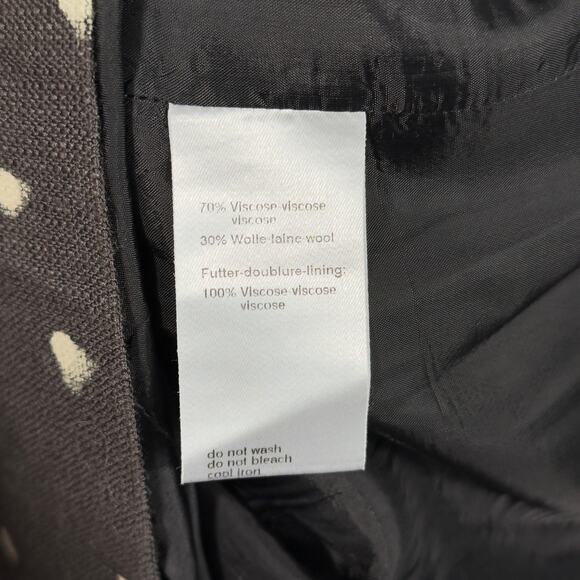 70% Viscose-viscose
viscose
30% Wolle-laine-wool
Futter-doublure-lining:
100% Viscose-viscose
viscose
do not wash
do not bleach
cool iron